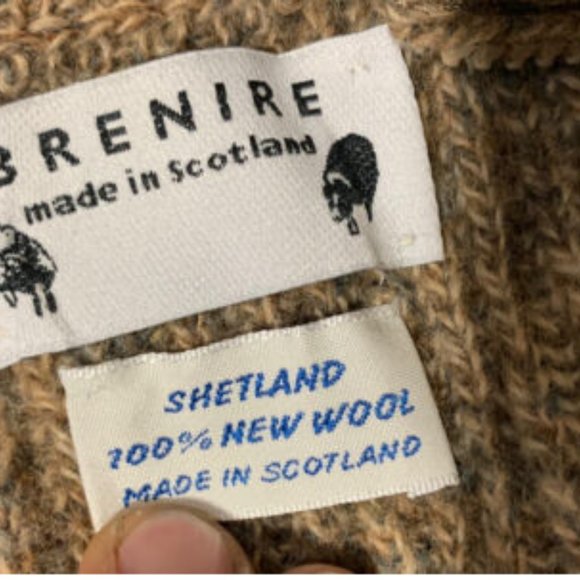 BRENIRE
made in Scotland
SHETLAND
100% NEW WOOL
MADE IN SCOTLAND